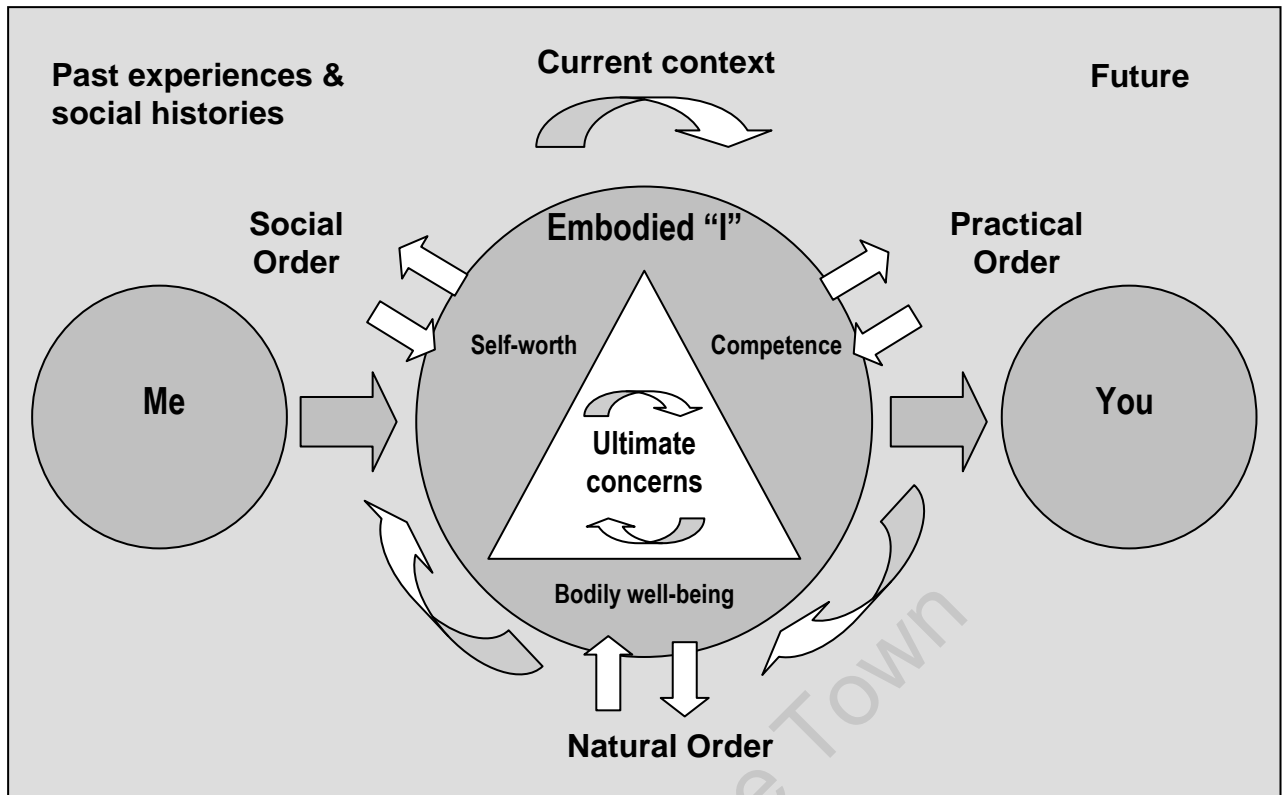 Past experiences &
social histories
Current context
Future
Social
Order
Embodied “I”
Practical
Order
Self-worth
Competence
Me
Ultimate
concerns
You
Bodily well-being
Natural Order
Town